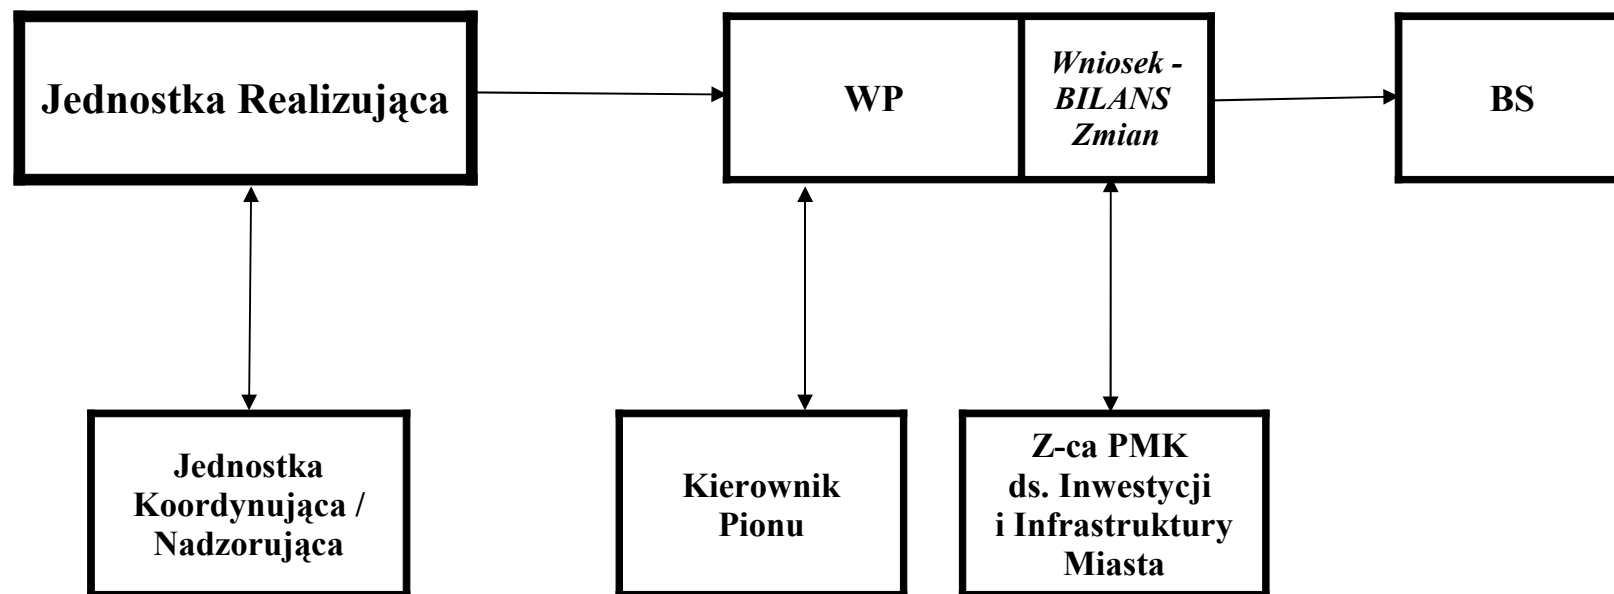 Jednostka Realizująca
WP
Wniosek -
BILANS
Zmian
BS
Jednostka
Koordynująca /
Nadzorująca
Kierownik
Pionu
Z-ca PMK
ds. Inwestycji
i Infrastruktury
Miasta